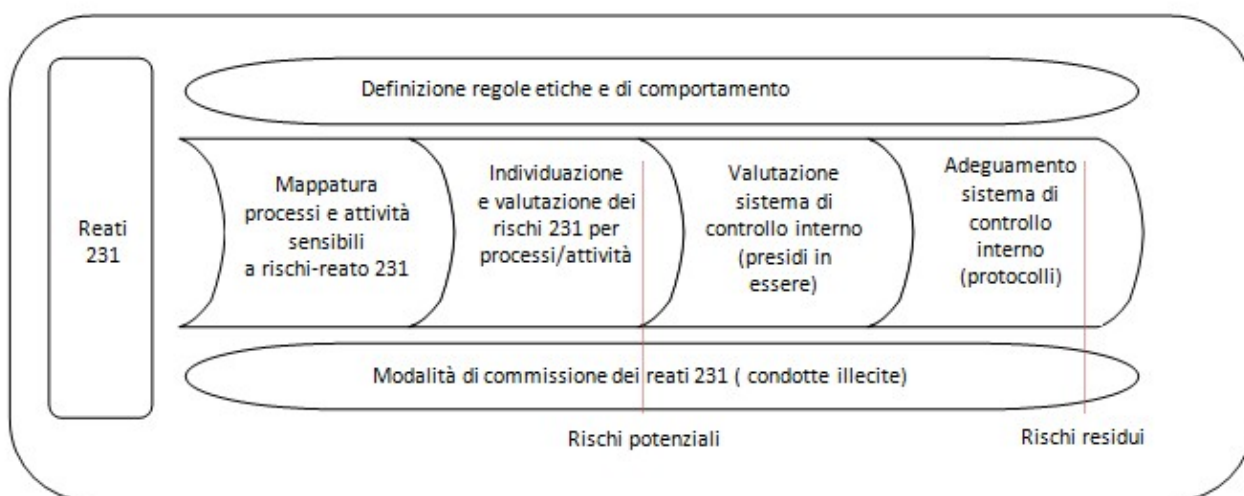 Definizione regole etiche e di comportamento
Reati
231
Mappatura
processi e attività
sensibili
a rischi-reato 231
Individuazione
e valutazione dei
rischi 231 per
processi/attività
Valutazione
sistema di
controllo interno
(presidi in
essere)
Adeguamento
sistema di
controllo
interno
(protocolli)
Modalità di commissione dei reati 231 ( condotte illecite)
Rischi potenziali
Rischi residui